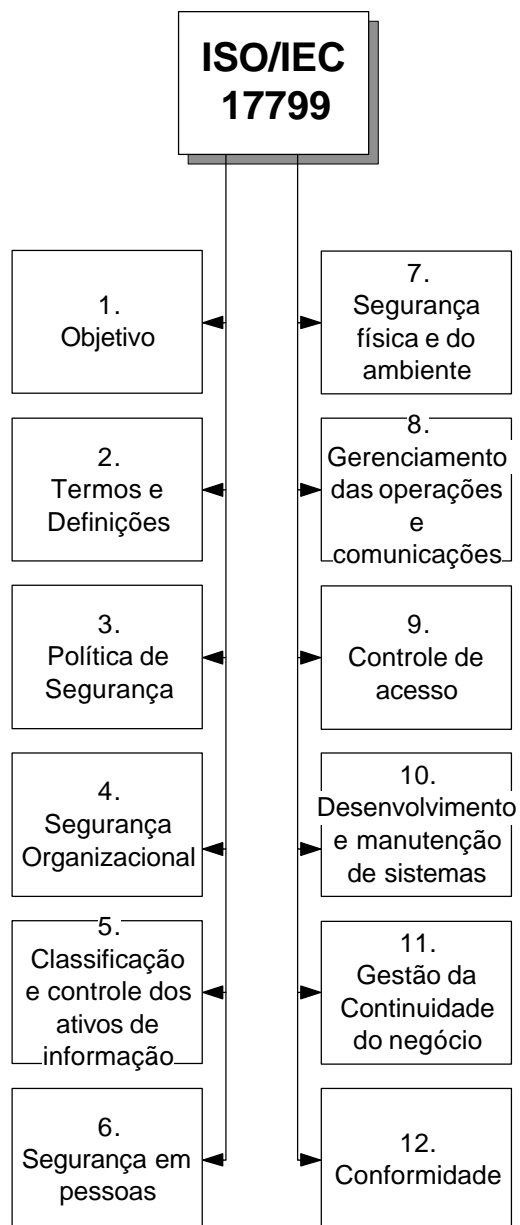 ISO/IEC
17799
1.
Objetivo
2.
Termos e
Definições
3.
Política de
Segurança
4.
Segurança
Organizacional
5.
Classificação
e controle dos
ativos de
informação
6.
Segurança em
pessoas
7.
Segurança
física e do
ambiente
8.
Gerenciamento
das operações
e
comunicações
9.
Controle de
acesso
10.
Desenvolvimento
e manutenção
de sistemas
11.
Gestão da
Continuidade
do negócio
12.
Conformidade